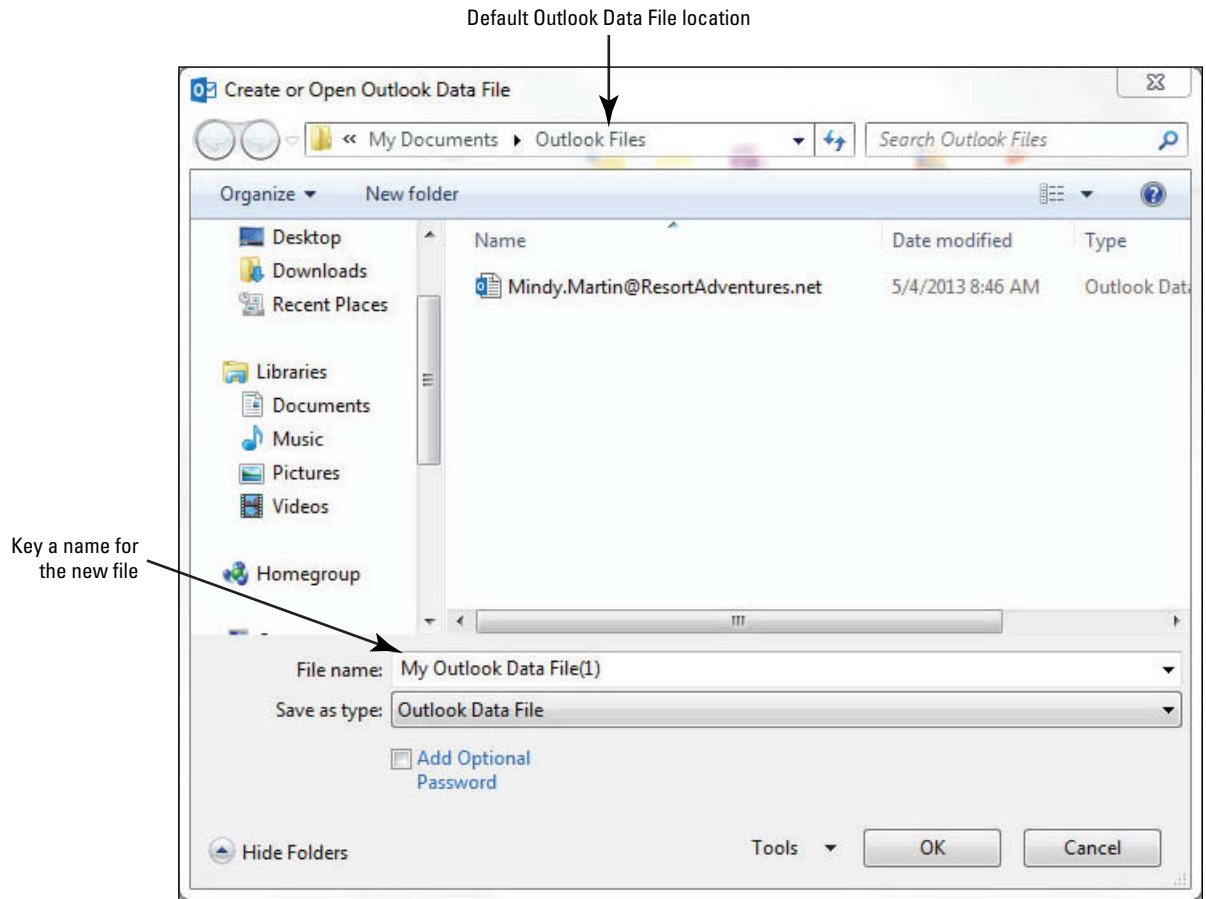 Default Outlook Data File location
Create or Open Outlook Data File
« My Documents Outlook Files
Search Outlook Files
Organize
New folder
Desktop
Downloads
Recent Places
Libraries
Documents
Music
Pictures
Videos
Homegroup
Name
Date modified
Type
Mindy.Martin@ResortAdventures.net
5/4/2013 8:46 AM
Outlook Data
Key a name for
the new file
File name: My Outlook Data File(1)
Save as type: Outlook Data File
Add Optional
Password
Hide Folders
Tools
OK
Cancel